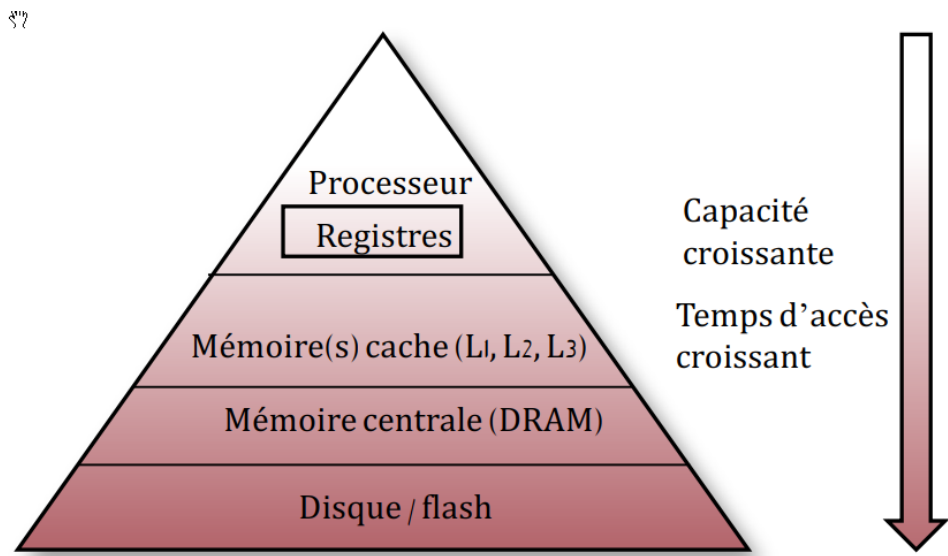 Processeur
Registres
Mémoire(s) cache (L1, L2, L3)
Mémoire centrale (DRAM)
Disque / flash
Capacité
croissante
Temps d'accès
croissant